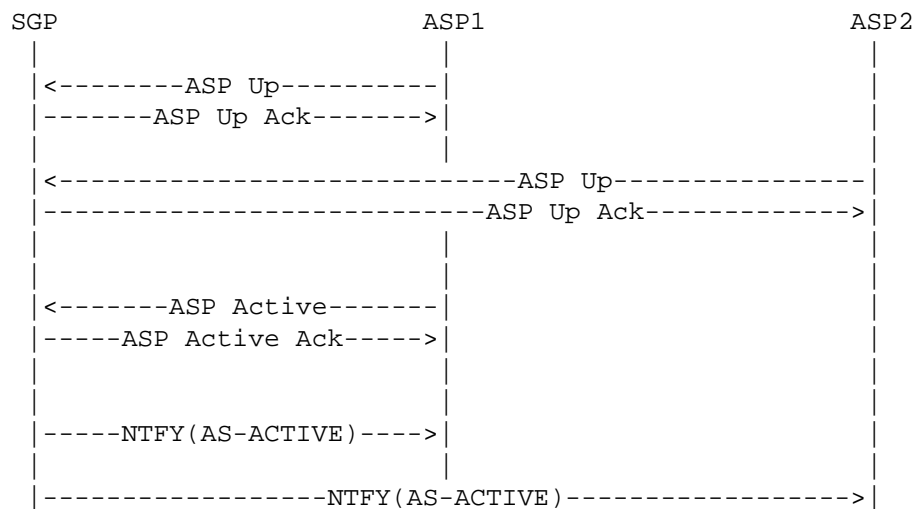 SGP ASP1 ASP2
<--------ASP Up----------
-------ASP Up Ack------->
<-----------------------------ASP Up----------------
----------------------------ASP Up Ack------------->
<-------ASP Active-------
-----ASP Active Ack----->
-----NTFY(AS-ACTIVE)---->
------------------NTFY(AS-ACTIVE)------------------>